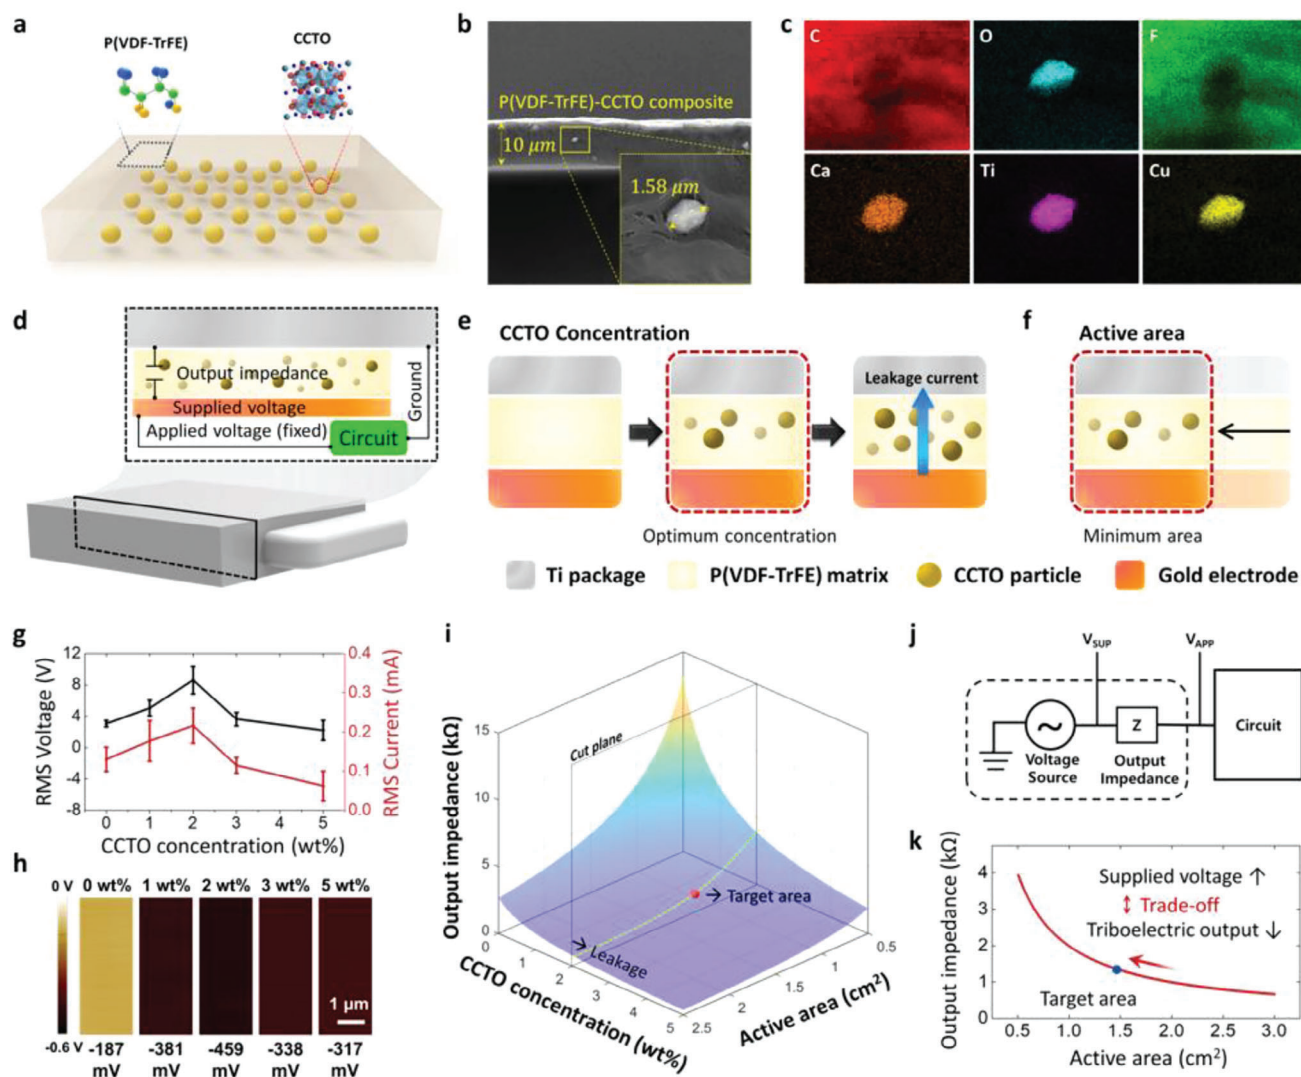 a
P(VDF-TrFE)
CCTO
b
P(VDF-TrFE)-CCTO composite
10 μm
1.58 μm
c
C
O
F
Ca
Ti
Cu
d
Output impedance
Supplied voltage
Applied voltage (fixed)
Circuit
Ground
e
CCTO Concentration
Leakage current
Optimum concentration
f
Active area
Minimum area
Ti package
P(VDF-TrFE) matrix
CCTO particle
Gold electrode
g
RMS Voltage (V)
12
8
4
0
-4
-8
0.4
0.3
0.2
0.1
0.0
RMS Current (mA)
0 1 2 3 4 5
CCTO concentration (wt%)
h
0 V
-0.6 V
0 wt% 1 wt% 2 wt% 3 wt% 5 wt%
1 μm
-187 -381 -459 -338 -317
mV mV mV mV mV
i
Output impedance (kΩ)
15
10
5
0
Cut plane
Target area
Leakage
0
1
2
3
4
5
CCTO concentration (wt%)
0.5
1
1.5
2
2.5
Active area (cm²)
j
V_SUP
V_APP
Z
Voltage
Source
Output
Impedance
Circuit
k
Output impedance (kΩ)
4
3
2
1
0
Supplied voltage ↑
↕ Trade-off
Triboelectric output ↓
Target area
0.5 1.0 1.5 2.0 2.5 3.0
Active area (cm²)